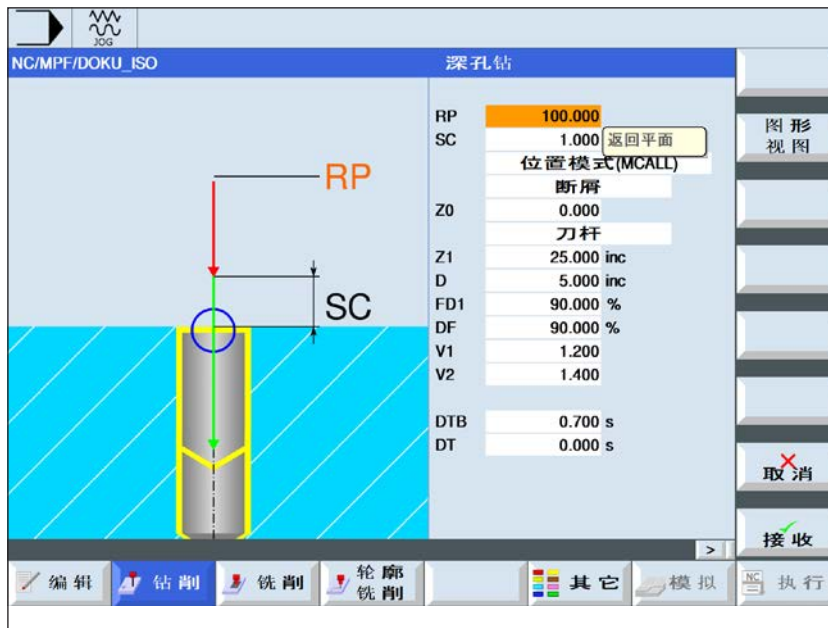 JOG
NC/MPF/DOKU_ISO
深孔钻
RP
SC
RP 100.000
SC 1.000 返回平面
位置模式(MCALL)
断屑
Z0 0.000
刀杆
Z1 25.000 inc
D 5.000 inc
FD1 90.000 %
DF 90.000 %
V1 1.200
V2 1.400
DTB 0.700 s
DT 0.000 s
图形
视图
取消
接收
>
编辑
钻削
铣削
轮廓
铣削
其它
模拟
NC
执行